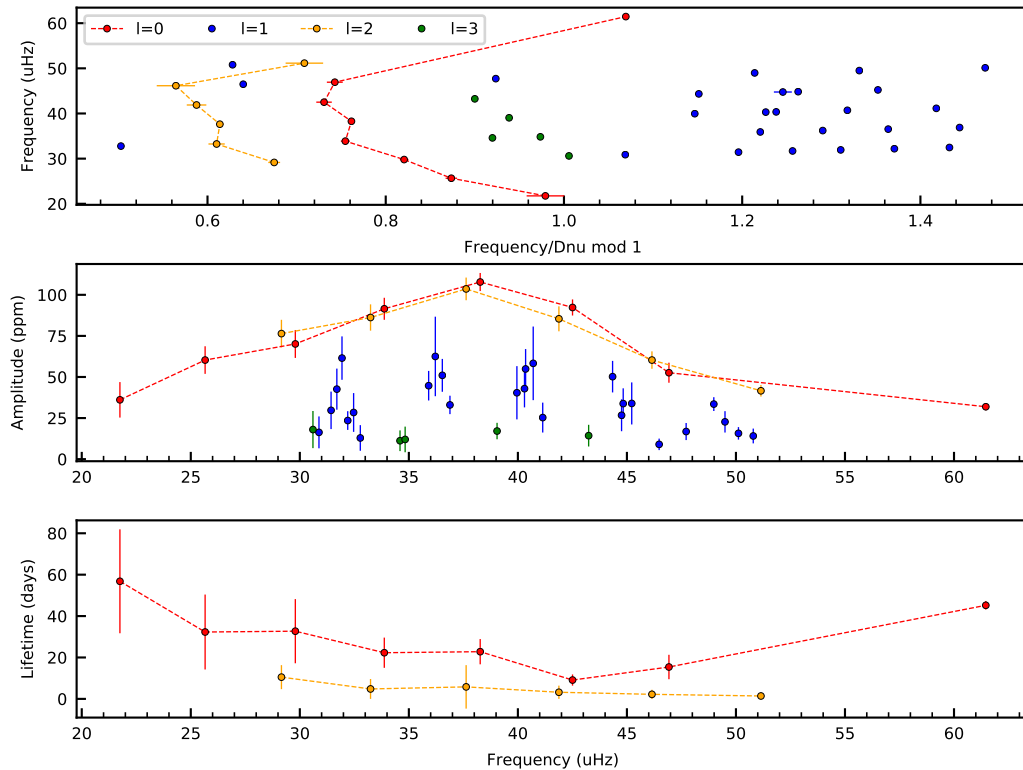 60
50
40
30
20
Frequency (uHz)
l=0 l=1 l=2 l=3
0.6 0.8 1.0 1.2 1.4
Frequency/Dnu mod 1
100
75
50
25
0
Amplitude (ppm)
20 25 30 35 40 45 50 55 60
80
60
40
20
0
Lifetime (days)
20 25 30 35 40 45 50 55 60
Frequency (uHz)